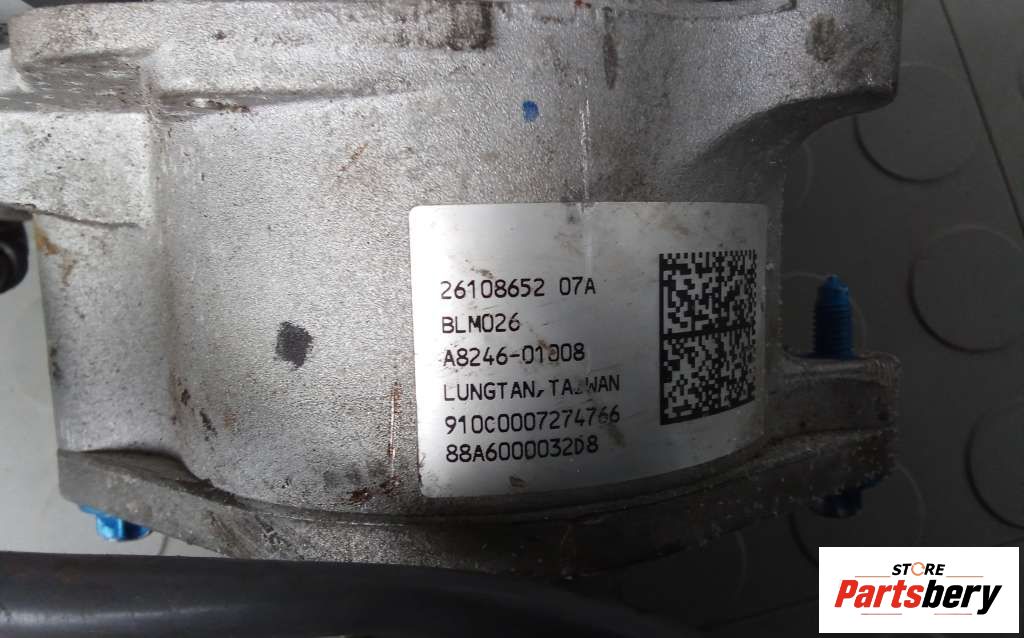 26108652 07A
BLM026
A8246-01008
LUNGTAN, TAIWAN
910C0007274766
88A6000032D8
STORE
Partsbery